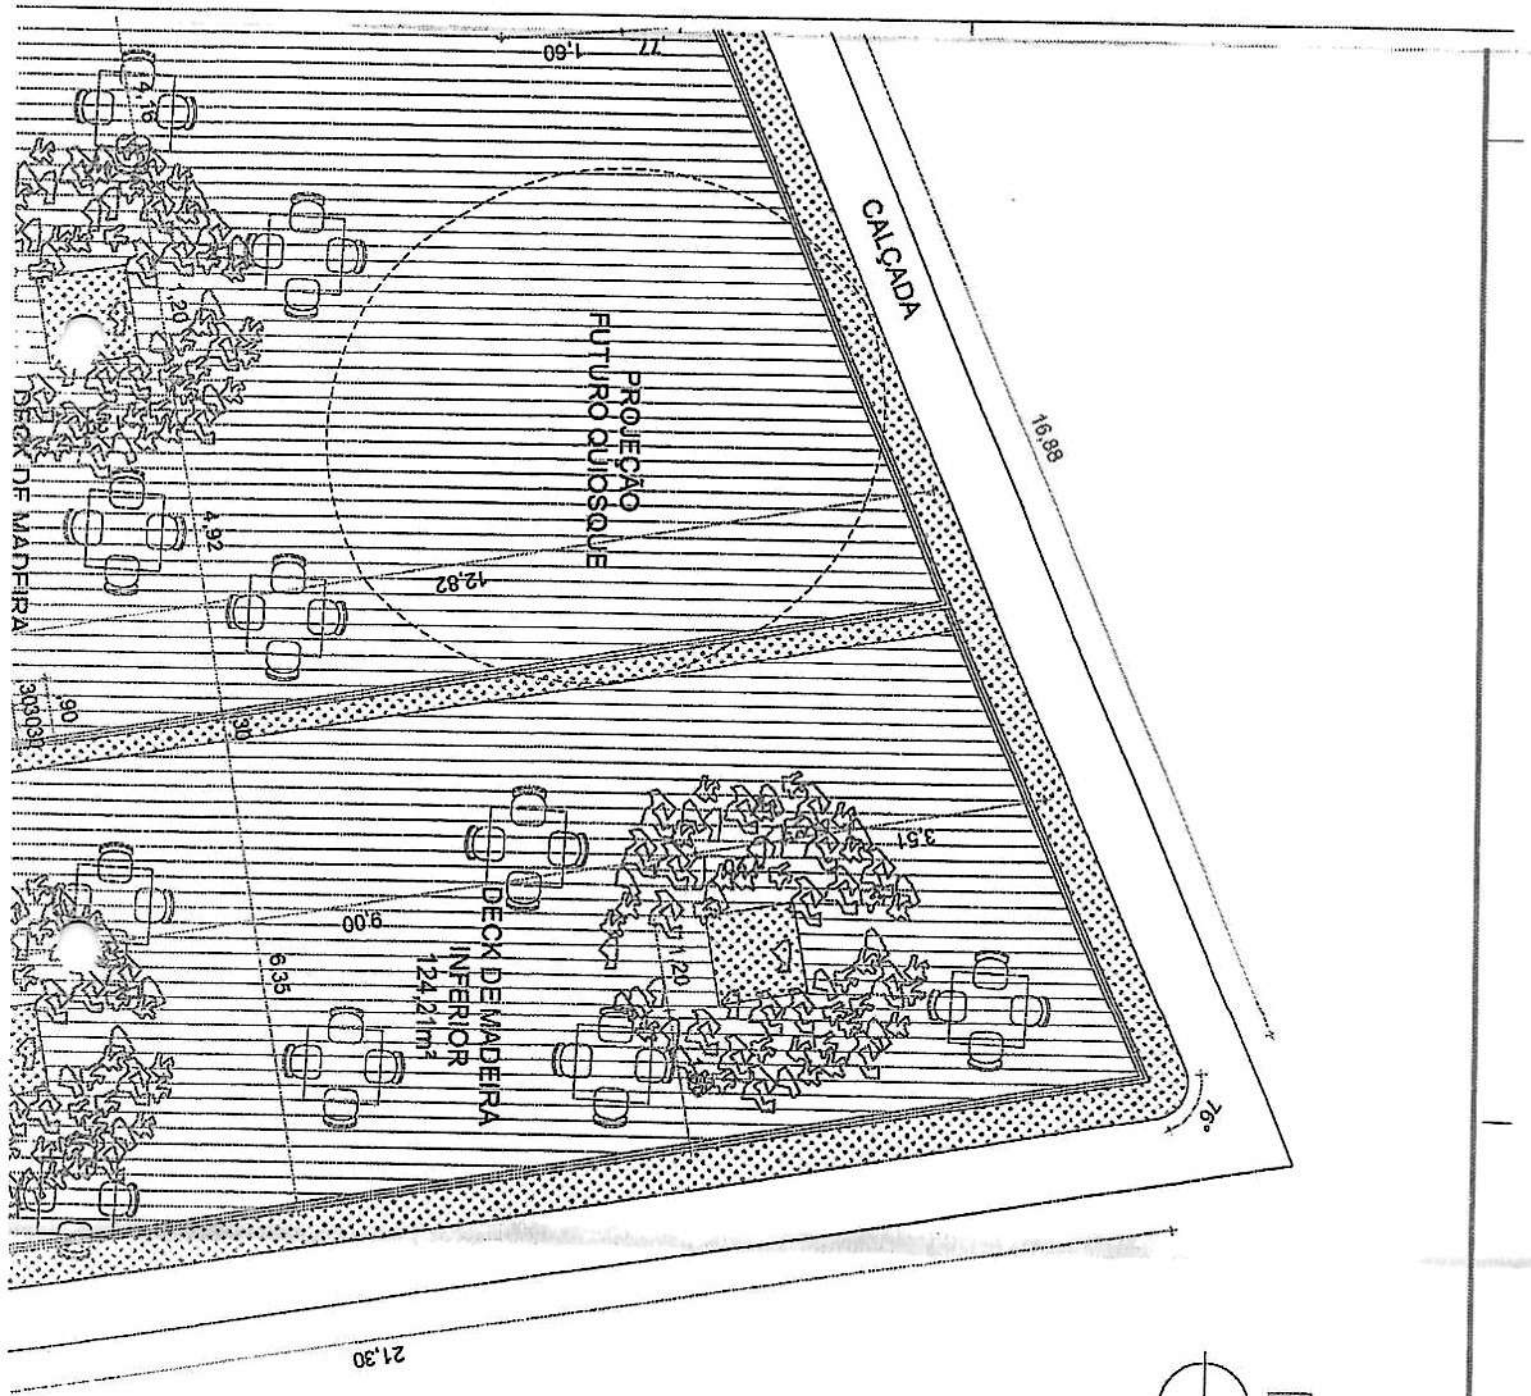 1,60
,77
4,16
CALÇADA
1,20
PROJEÇÃO
FUTURO QUIOSQUE
16,88
DECK DE MADEIRA
4,92
12,82
,90
303030
30
3,51
9,00
6,35
DECK DE MADEIRA
INFERIOR
124,21m²
1,20
76°
21,30